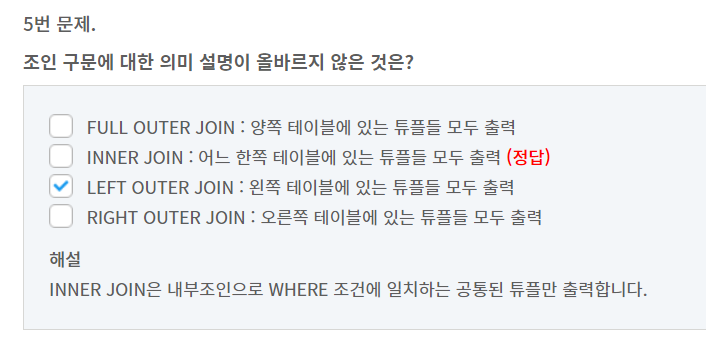 5번 문제.
조인 구문에 대한 의미 설명이 올바르지 않은 것은?
FULL OUTER JOIN : 양쪽 테이블에 있는 튜플들 모두 출력
INNER JOIN : 어느 한쪽 테이블에 있는 튜플들 모두 출력 (정답)
LEFT OUTER JOIN : 왼쪽 테이블에 있는 튜플들 모두 출력
RIGHT OUTER JOIN : 오른쪽 테이블에 있는 튜플들 모두 출력
해설
INNER JOIN은 내부조인으로 WHERE 조건에 일치하는 공통된 튜플만 출력합니다.